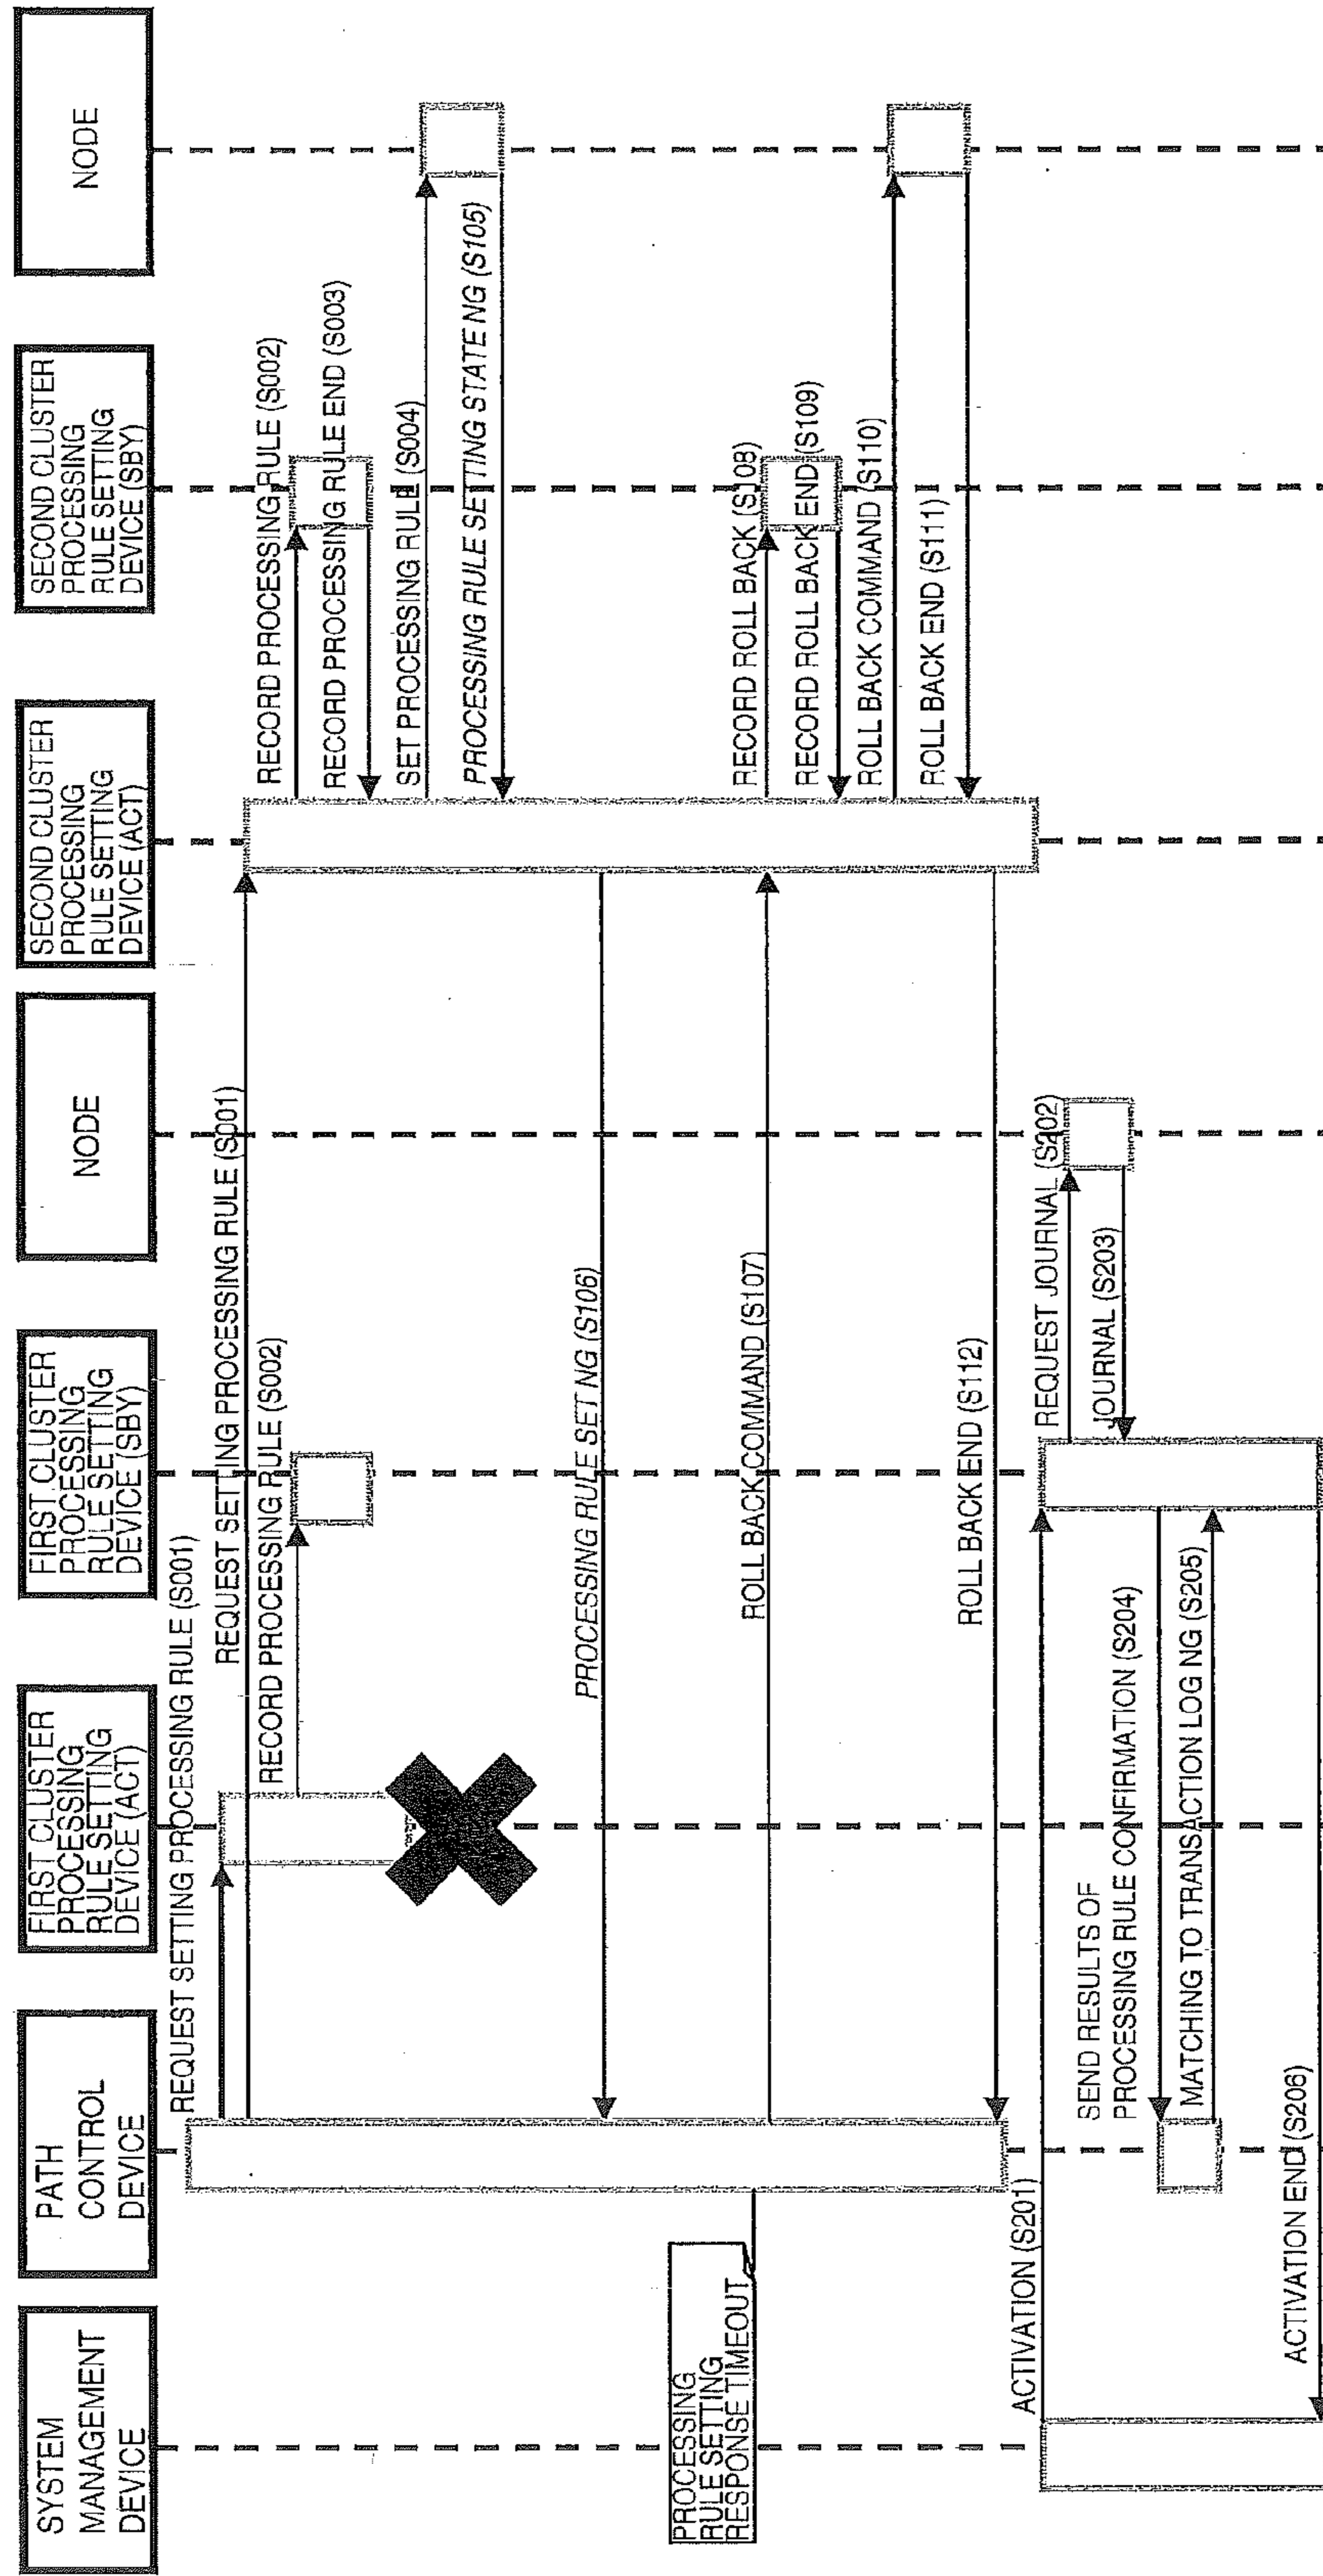 SYSTEM
MANAGEMENT
DEVICE
PATH
CONTROL
DEVICE
FIRST CLUSTER
PROCESSING
RULE SETTING
DEVICE (ACT)
FIRST CLUSTER
PROCESSING
RULE SETTING
DEVICE (SBY)
NODE
SECOND CLUSTER
PROCESSING
RULE SETTING
DEVICE (ACT)
SECOND CLUSTER
PROCESSING
RULE SETTING
DEVICE (SBY)
NODE
REQUEST SETTING PROCESSING RULE (S001)
REQUEST SETTING PROCESSING RULE (S001)
RECORD PROCESSING RULE (S002)
RECORD PROCESSING RULE (S002)
RECORD PROCESSING RULE END (S003)
SET PROCESSING RULE (S004)
PROCESSING RULE SETTING STATE NG (S105)
PROCESSING RULE SET NG (S106)
PROCESSING
RULE SETTING
RESPONSE TIMEOUT
ROLL BACK COMMAND (S107)
RECORD ROLL BACK (S108)
RECORD ROLL BACK END (S109)
ROLL BACK COMMAND (S110)
ROLL BACK END (S111)
ROLL BACK END (S112)
ACTIVATION (S201)
REQUEST JOURNAL (S202)
JOURNAL (S203)
SEND RESULTS OF
PROCESSING RULE CONFIRMATION (S204)
MATCHING TO TRANSACTION LOG NG (S205)
ACTIVATION END (S206)